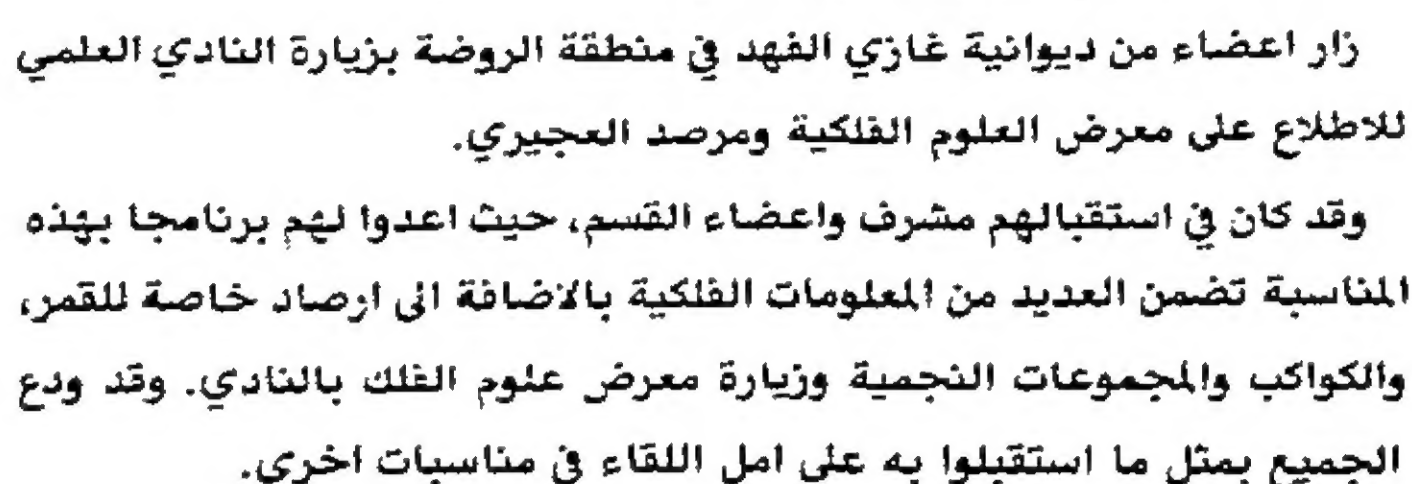 زار اعضاء من ديوانية غازي الفهد في منطقة الروضة بزيارة النادي العلمي
للاطلاع على معرض العلوم الفلكية ومرصد العجيري.
وقد كان في استقبالهم مشرف واعضاء القسم، حيث اعدوا لهم برنامجا بهذه
المناسبة تضمن العديد من المعلومات الفلكية بالاضافة الى ارصاد خاصة للقمر،
والكواكب والمجموعات النجمية وزيارة معرض علوم الفلك بالنادي. وقد ودع
الجميع بمثل ما استقبلوا به على امل اللقاء في مناسبات اخرى.